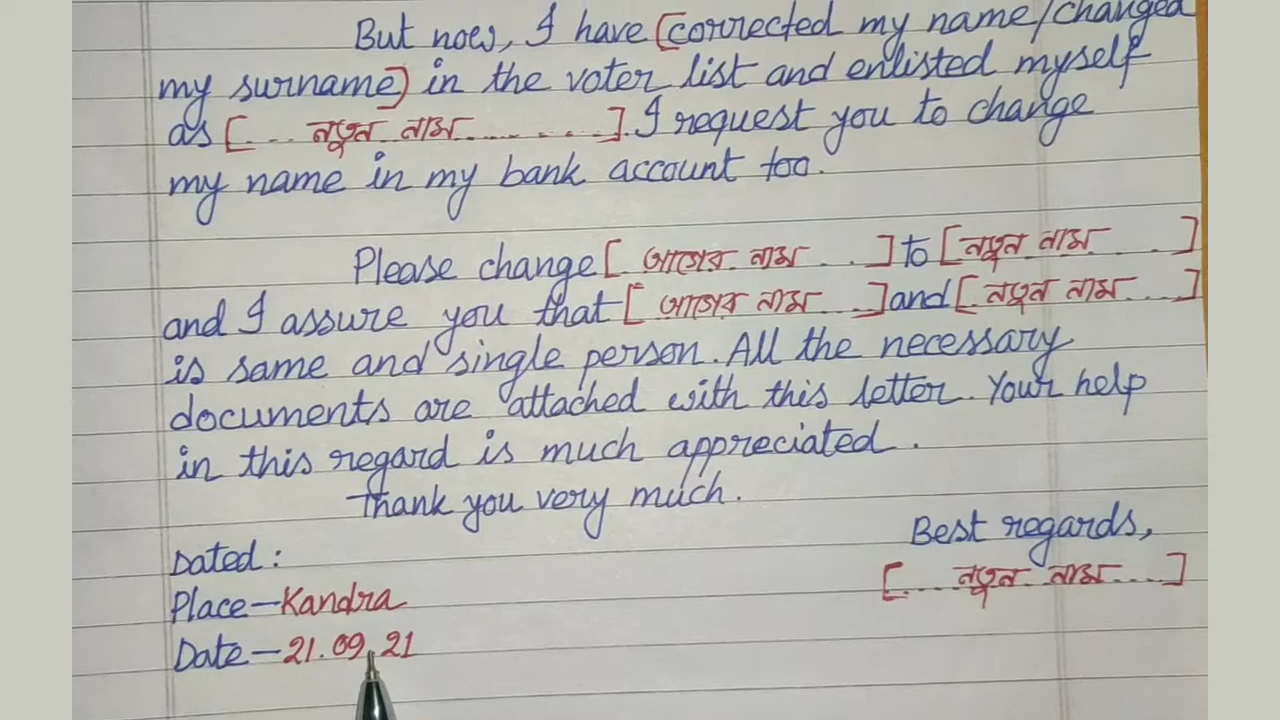 But now, I have [corrected my name/changed
my surname] in the voter list and enlisted myself
as [... নতুন নাম .........]. I request you to change
my name in my bank account too.
Please change [ আগের নাম ...] to [নতুন নাম ....]
and I assure you that [ আগের নাম ...] and [ নতুন নাম ...]
is same and single person. All the necessary
documents are attached with this letter. Your help
in this regard is much appreciated.
Thank you very much.
Best regards,
[.... নতুন নাম ....]
Dated :
Place – Kandra
Date – 21.09.21